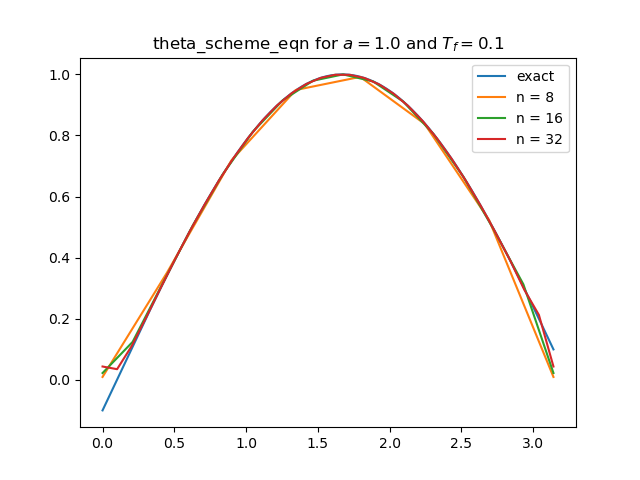 theta_scheme_eqn for $a = 1.0$ and $T_f = 0.1$
exact
n = 8
n = 16
n = 32
1.0
0.8
0.6
0.4
0.2
0.0
0.0 0.5 1.0 1.5 2.0 2.5 3.0